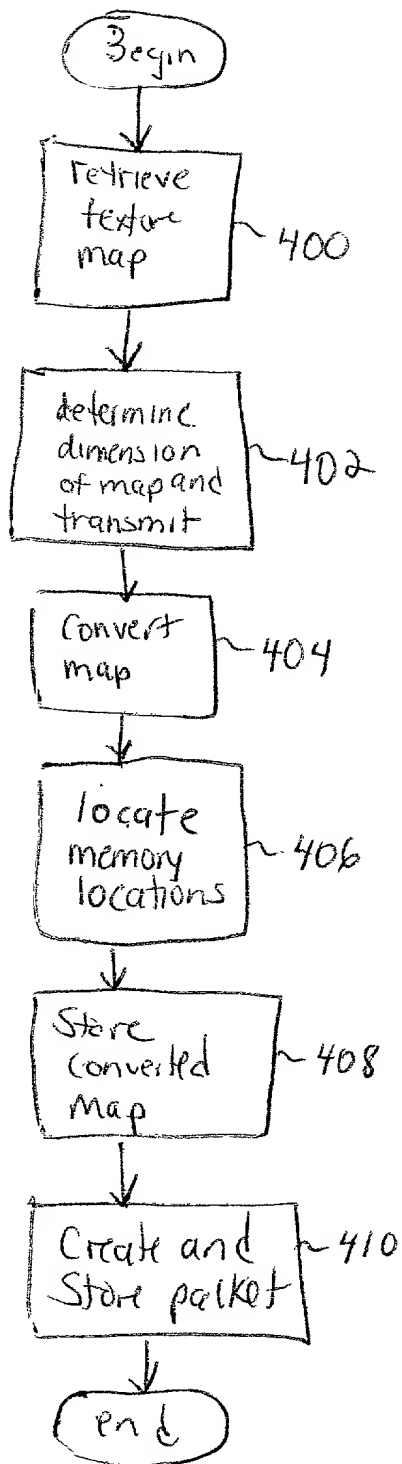 Begin
retrieve
texture
map
400
determine
dimension
of map and
transmit
402
Convert
map
404
locate
memory
locations
406
Store
Converted
Map
408
Create and
Store packet
410
end